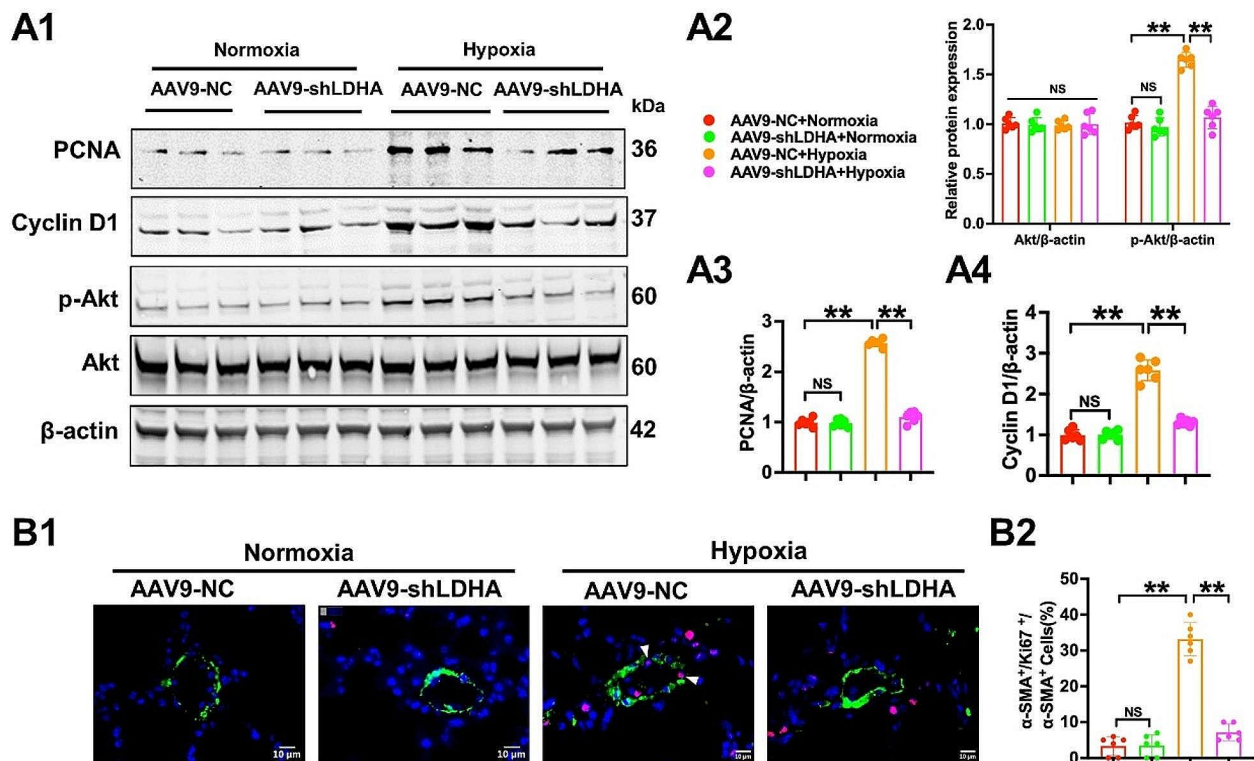 A1
Normoxia
Hypoxia
AAV9-NC
AAV9-shLDHA
AAV9-NC
AAV9-shLDHA
kDa
PCNA
36
Cyclin D1
37
p-Akt
60
Akt
60
β-actin
42
A2
AAV9-NC+Normoxia
AAV9-shLDHA+Normoxia
AAV9-NC+Hypoxia
AAV9-shLDHA+Hypoxia
Relative protein expression
2.0
1.5
1.0
0.5
0.0
NS
NS
**
**
Akt/β-actin
p-Akt/β-actin
A3
PCNA/β-actin
3
2
1
0
NS
**
**
A4
Cyclin D1/β-actin
4
3
2
1
0
NS
**
**
B1
Normoxia
Hypoxia
AAV9-NC
AAV9-shLDHA
AAV9-NC
AAV9-shLDHA
10 μm
10 μm
10 μm
10 μm
B2
α-SMA⁺/Ki67 ⁺/
α-SMA⁺ Cells(%)
50
40
30
20
10
0
NS
**
**